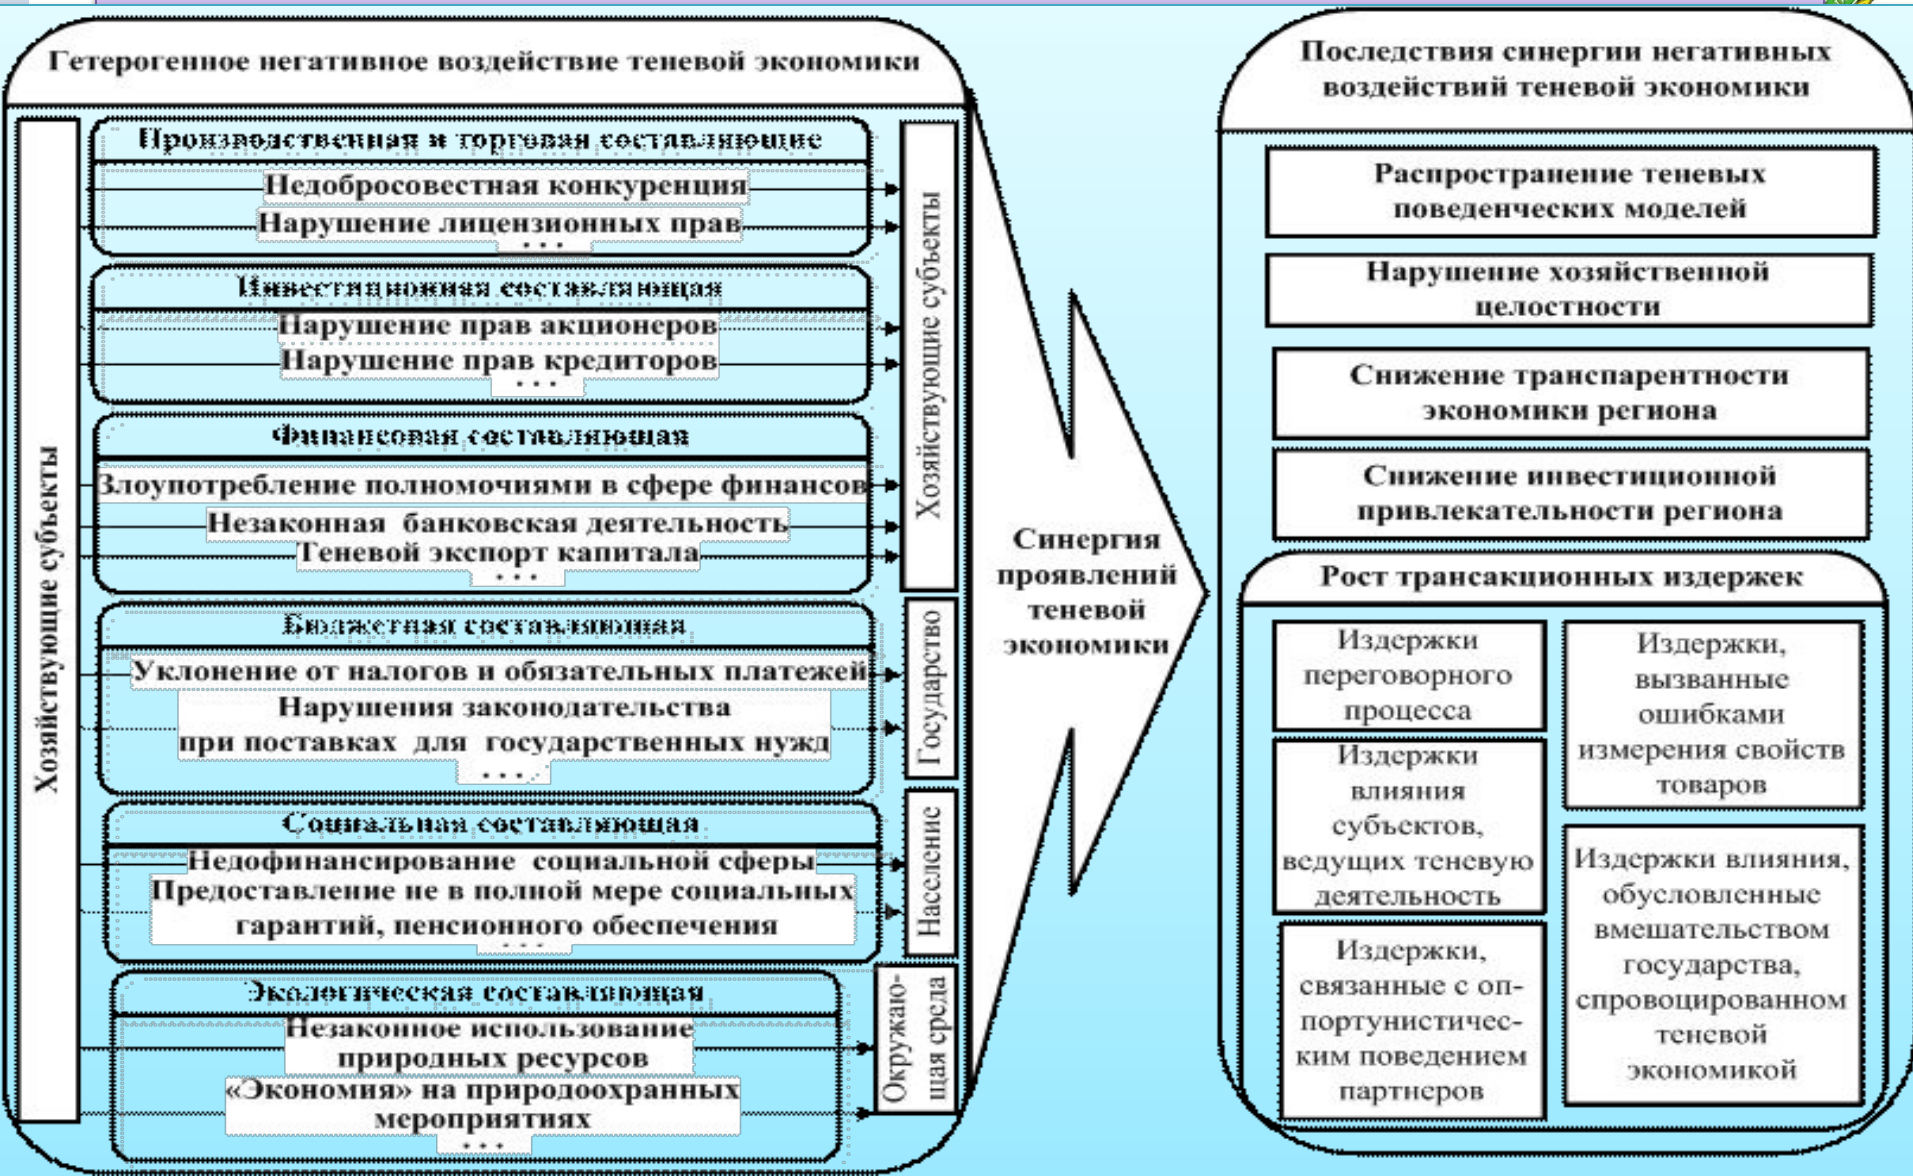 Гетерогенное негативное воздействие теневой экономики
Хозяйствующие субъекты
Производственная и торговая составляющие
Недобросовестная конкуренция
Нарушение лицензионных прав
. . .
Инвестиционная составляющая
Нарушение прав акционеров
Нарушение прав кредиторов
. . .
Финансовая составляющая
Злоупотребление полномочиями в сфере финансов
Незаконная банковская деятельность
Теневой экспорт капитала
. . .
Хозяйствующие субъекты
Бюджетная составляющая
Уклонение от налогов и обязательных платежей
Нарушения законодательства
при поставках для государственных нужд
. . .
Государство
Социальная составляющая
Недофинансирование социальной сферы
Предоставление не в полной мере социальных
гарантий, пенсионного обеспечения
. . .
Население
Экологическая составляющая
Незаконное использование
природных ресурсов
«Экономия» на природоохранных
мероприятиях
. . .
Окружаю-
щая среда
Синергия
проявлений
теневой
экономики
Последствия синергии негативных
воздействий теневой экономики
Распространение теневых
поведенческих моделей
Нарушение хозяйственной
целостности
Снижение транспарентности
экономики региона
Снижение инвестиционной
привлекательности региона
Рост трансакционных издержек
Издержки
переговорного
процесса
Издержки
влияния
субъектов,
ведущих теневую
деятельность
Издержки,
связанные с оп-
портунистичес-
ким поведением
партнеров
Издержки,
вызванные
ошибками
измерения свойств
товаров
Издержки влияния,
обусловленные
вмешательством
государства,
спровоцированном
теневой
экономикой